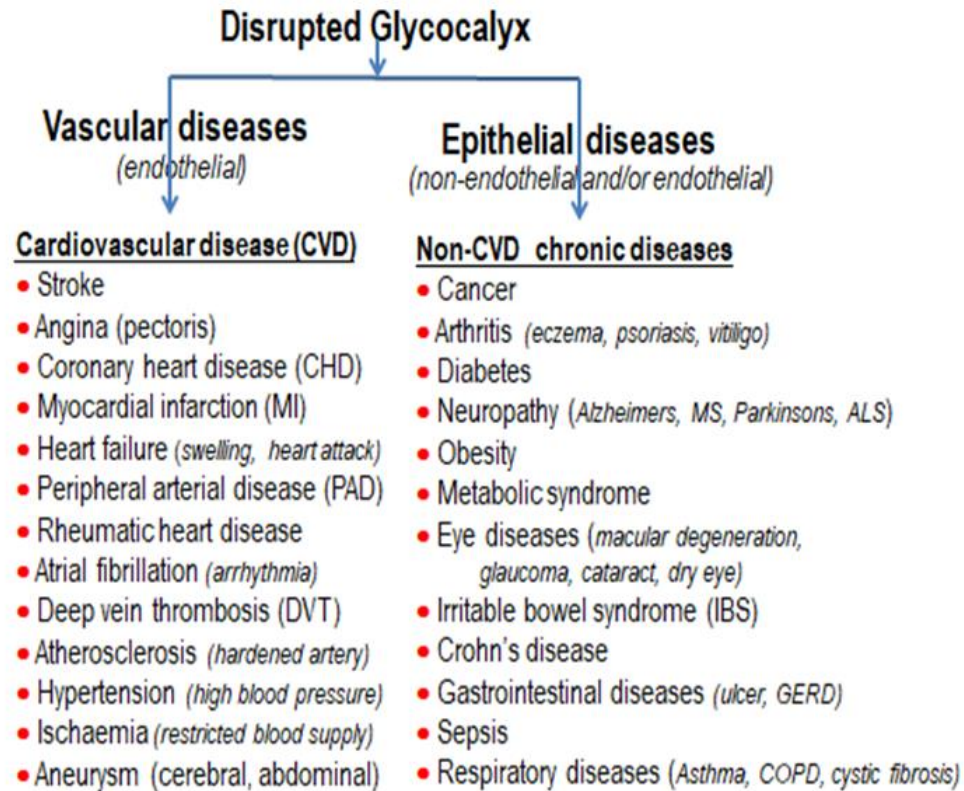 Disrupted Glycocalyx
Vascular diseases
(endothelial)
Cardiovascular disease (CVD)
• Stroke
• Angina (pectoris)
• Coronary heart disease (CHD)
• Myocardial infarction (MI)
• Heart failure (swelling, heart attack)
• Peripheral arterial disease (PAD)
• Rheumatic heart disease
• Atrial fibrillation (arrhythmia)
• Deep vein thrombosis (DVT)
• Atherosclerosis (hardened artery)
• Hypertension (high blood pressure)
• Ischaemia (restricted blood supply)
• Aneurysm (cerebral, abdominal)
Epithelial diseases
(non-endothelial and/or endothelial)
Non-CVD chronic diseases
• Cancer
• Arthritis (eczema, psoriasis, vitiligo)
• Diabetes
• Neuropathy (Alzheimers, MS, Parkinsons, ALS)
• Obesity
• Metabolic syndrome
• Eye diseases (macular degeneration,
glaucoma, cataract, dry eye)
• Irritable bowel syndrome (IBS)
• Crohn's disease
• Gastrointestinal diseases (ulcer, GERD)
• Sepsis
• Respiratory diseases (Asthma, COPD, cystic fibrosis)